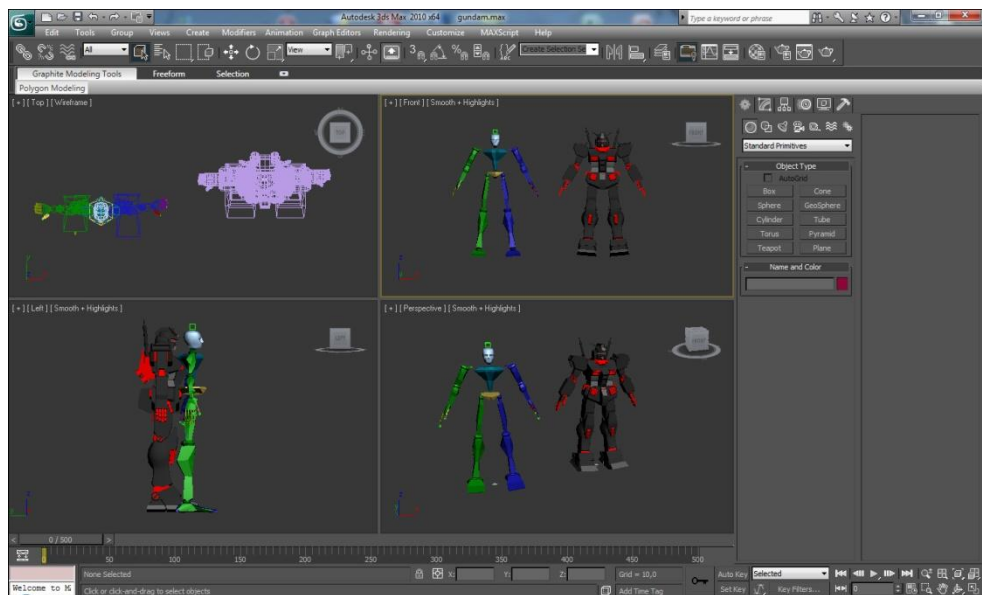 Autodesk 3ds Max 2010 x64 gundam.max
Type a keyword or phrase
Edit Tools Group Views Create Modifiers Animation Graph Editors Rendering Customize MAXScript Help
All
View
Create Selection Se
Graphite Modeling Tools Freeform Selection
Polygon Modeling
[ + ] [ Top ] [ Wireframe ]
[ + ] [ Front ] [ Smooth + Highlights ]
Standard Primitives
- Object Type
AutoGrid
Box Cone
Sphere GeoSphere
Cylinder Tube
Torus Pyramid
Teapot Plane
- Name and Color
[ + ] [ Left ] [ Smooth + Highlights ]
[ + ] [ Perspective ] [ Smooth + Highlights ]
< 0 / 500 >
50 100 150 200 250 300 350 400 450 500
None Selected
X: Y: Z:
Grid = 10,0
Auto Key Selected
Welcome to M
Click or click-and-drag to select objects
Add Time Tag
Set Key Key Filters... 0